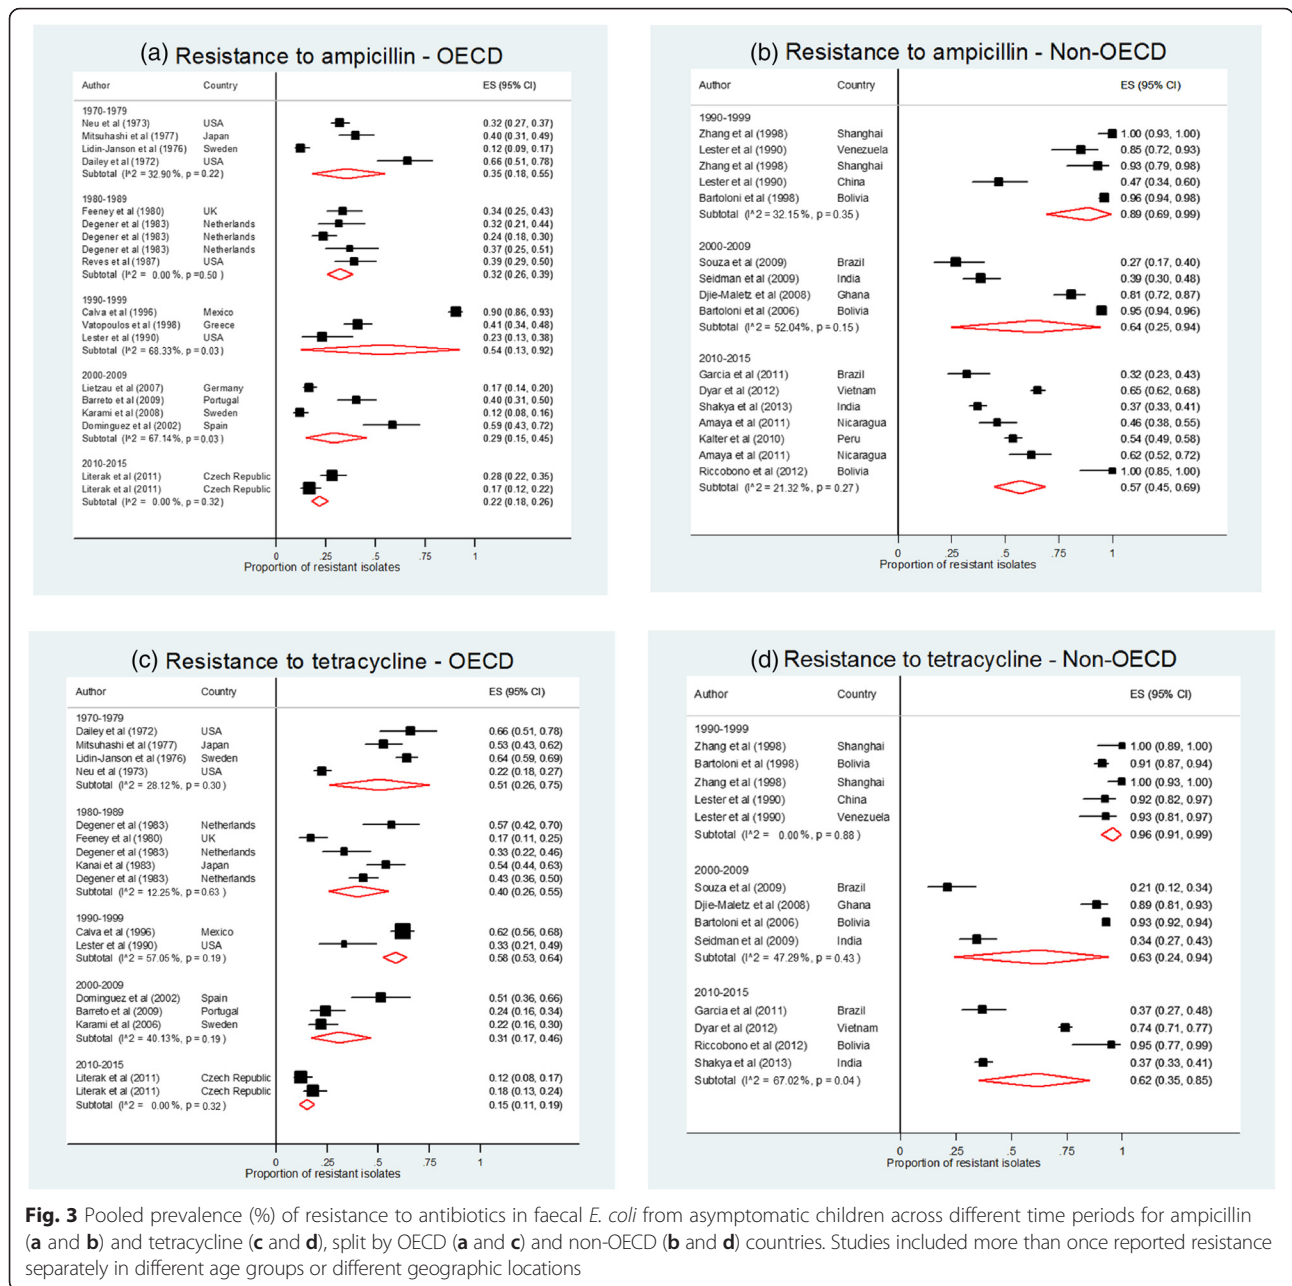 (a) Resistance to ampicillin - OECD
Author Country ES (95% CI)
1970-1979
Neu et al (1973) USA 0.32 (0.27, 0.37)
Mitsuhashi et al (1977) Japan 0.40 (0.31, 0.49)
Lidin-Janson et al (1976) Sweden 0.12 (0.09, 0.17)
Dailey et al (1972) USA 0.66 (0.51, 0.78)
Subtotal (I^2 = 32.90%, p = 0.22) 0.35 (0.18, 0.55)
1980-1989
Feeney et al (1980) UK 0.34 (0.25, 0.43)
Degener et al (1983) Netherlands 0.32 (0.21, 0.44)
Degener et al (1983) Netherlands 0.24 (0.18, 0.30)
Degener et al (1983) Netherlands 0.37 (0.25, 0.51)
Reves et al (1987) USA 0.39 (0.29, 0.50)
Subtotal (I^2 = 0.00%, p = 0.50) 0.32 (0.26, 0.39)
1990-1999
Calva et al (1996) Mexico 0.90 (0.86, 0.93)
Vatopoulos et al (1998) Greece 0.41 (0.34, 0.48)
Lester et al (1990) USA 0.23 (0.13, 0.38)
Subtotal (I^2 = 68.33%, p = 0.03) 0.54 (0.13, 0.92)
2000-2009
Lietzau et al (2007) Germany 0.17 (0.14, 0.20)
Barreto et al (2009) Portugal 0.40 (0.31, 0.50)
Karami et al (2008) Sweden 0.12 (0.08, 0.16)
Dominguez et al (2002) Spain 0.59 (0.43, 0.72)
Subtotal (I^2 = 67.14%, p = 0.03) 0.29 (0.15, 0.45)
2010-2015
Literak et al (2011) Czech Republic 0.28 (0.22, 0.35)
Literak et al (2011) Czech Republic 0.17 (0.12, 0.22)
Subtotal (I^2 = 0.00%, p = 0.32) 0.22 (0.18, 0.26)
0 .25 .5 .75 1
Proportion of resistant isolates
(b) Resistance to ampicillin - Non-OECD
Author Country ES (95% CI)
1990-1999
Zhang et al (1998) Shanghai 1.00 (0.93, 1.00)
Lester et al (1990) Venezuela 0.85 (0.72, 0.93)
Zhang et al (1998) Shanghai 0.93 (0.79, 0.98)
Lester et al (1990) China 0.47 (0.34, 0.60)
Bartoloni et al (1998) Bolivia 0.96 (0.94, 0.98)
Subtotal (I^2 = 32.15%, p = 0.35) 0.89 (0.69, 0.99)
2000-2009
Souza et al (2009) Brazil 0.27 (0.17, 0.40)
Seidman et al (2009) India 0.39 (0.30, 0.48)
Djie-Maletz et al (2008) Ghana 0.81 (0.72, 0.87)
Bartoloni et al (2006) Bolivia 0.95 (0.94, 0.96)
Subtotal (I^2 = 52.04%, p = 0.15) 0.64 (0.25, 0.94)
2010-2015
Garcia et al (2011) Brazil 0.32 (0.23, 0.43)
Dyar et al (2012) Vietnam 0.65 (0.62, 0.68)
Shakya et al (2013) India 0.37 (0.33, 0.41)
Amaya et al (2011) Nicaragua 0.46 (0.38, 0.55)
Kalter et al (2010) Peru 0.54 (0.49, 0.58)
Amaya et al (2011) Nicaragua 0.62 (0.52, 0.72)
Riccobono et al (2012) Bolivia 1.00 (0.85, 1.00)
Subtotal (I^2 = 21.32%, p = 0.27) 0.57 (0.45, 0.69)
0 .25 .5 .75 1
Proportion of resistant isolates
(c) Resistance to tetracycline - OECD
Author Country ES (95% CI)
1970-1979
Dailey et al (1972) USA 0.66 (0.51, 0.78)
Mitsuhashi et al (1977) Japan 0.53 (0.43, 0.62)
Lidin-Janson et al (1976) Sweden 0.64 (0.59, 0.69)
Neu et al (1973) USA 0.22 (0.18, 0.27)
Subtotal (I^2 = 28.12%, p = 0.30) 0.51 (0.26, 0.75)
1980-1989
Degener et al (1983) Netherlands 0.57 (0.42, 0.70)
Feeney et al (1980) UK 0.17 (0.11, 0.25)
Degener et al (1983) Netherlands 0.33 (0.22, 0.46)
Kanai et al (1983) Japan 0.54 (0.44, 0.63)
Degener et al (1983) Netherlands 0.43 (0.36, 0.50)
Subtotal (I^2 = 12.25%, p = 0.63) 0.40 (0.26, 0.55)
1990-1999
Calva et al (1996) Mexico 0.62 (0.56, 0.68)
Lester et al (1990) USA 0.33 (0.21, 0.49)
Subtotal (I^2 = 57.05%, p = 0.19) 0.58 (0.53, 0.64)
2000-2009
Dominguez et al (2002) Spain 0.51 (0.36, 0.66)
Barreto et al (2009) Portugal 0.24 (0.16, 0.34)
Karami et al (2006) Sweden 0.22 (0.16, 0.30)
Subtotal (I^2 = 40.13%, p = 0.19) 0.31 (0.17, 0.46)
2010-2015
Literak et al (2011) Czech Republic 0.12 (0.08, 0.17)
Literak et al (2011) Czech Republic 0.18 (0.13, 0.24)
Subtotal (I^2 = 0.00%, p = 0.32) 0.15 (0.11, 0.19)
0 .25 .5 .75 1
Proportion of resistant isolates
(d) Resistance to tetracycline - Non-OECD
Author Country ES (95% CI)
1990-1999
Zhang et al (1998) Shanghai 1.00 (0.89, 1.00)
Bartoloni et al (1998) Bolivia 0.91 (0.87, 0.94)
Zhang et al (1998) Shanghai 1.00 (0.93, 1.00)
Lester et al (1990) China 0.92 (0.82, 0.97)
Lester et al (1990) Venezuela 0.93 (0.81, 0.97)
Subtotal (I^2 = 0.00%, p = 0.88) 0.96 (0.91, 0.99)
2000-2009
Souza et al (2009) Brazil 0.21 (0.12, 0.34)
Djie-Maletz et al (2008) Ghana 0.89 (0.81, 0.93)
Bartoloni et al (2006) Bolivia 0.93 (0.92, 0.94)
Seidman et al (2009) India 0.34 (0.27, 0.43)
Subtotal (I^2 = 47.29%, p = 0.43) 0.63 (0.24, 0.94)
2010-2015
Garcia et al (2011) Brazil 0.37 (0.27, 0.48)
Dyar et al (2012) Vietnam 0.74 (0.71, 0.77)
Riccobono et al (2012) Bolivia 0.95 (0.77, 0.99)
Shakya et al (2013) India 0.37 (0.33, 0.41)
Subtotal (I^2 = 67.02%, p = 0.04) 0.62 (0.35, 0.85)
0 .25 .5 .75 1
Proportion of resistant isolates
Fig. 3 Pooled prevalence (%) of resistance to antibiotics in faecal E. coli from asymptomatic children across different time periods for ampicillin
(a and b) and tetracycline (c and d), split by OECD (a and c) and non-OECD (b and d) countries. Studies included more than once reported resistance
separately in different age groups or different geographic locations